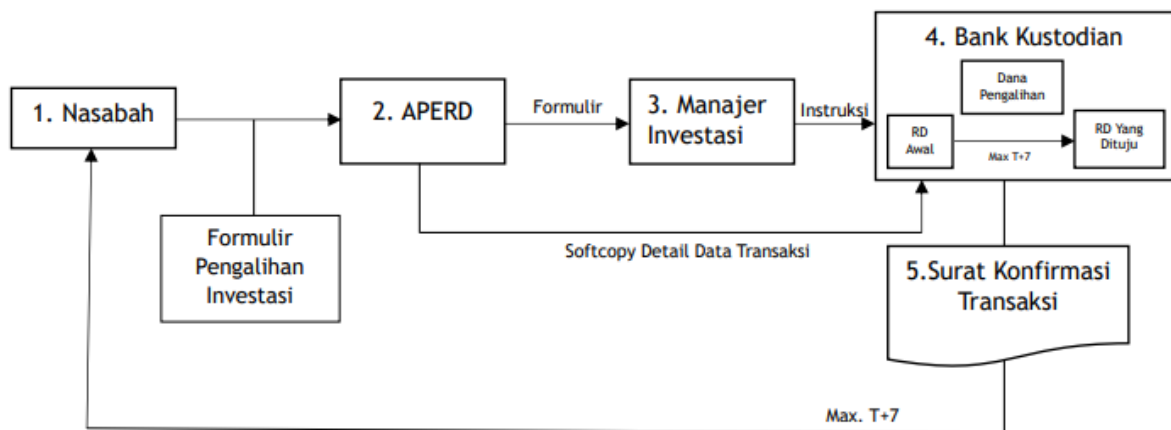 1. Nasabah
2. APERD
Formulir
3. Manajer
Investasi
Instruksi
4. Bank Kustodian
Dana
Pengalihan
RD
Awal
Max T+7
RD Yang
Dituju
Formulir
Pengalihan
Investasi
Softcopy Detail Data Transaksi
5.Surat Konfirmasi
Transaksi
Max. T+7